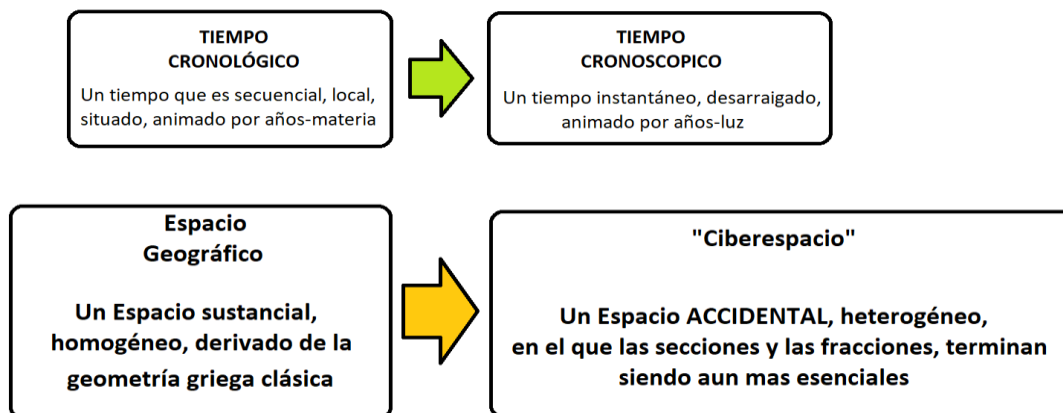 TIEMPO
CRONOLÓGICO
Un tiempo que es secuencial, local,
situado, animado por años-materia
TIEMPO
CRONOSCOPICO
Un tiempo instantáneo, desarraigado,
animado por años-luz
Espacio
Geográfico
Un Espacio sustancial,
homogéneo, derivado de la
geometría griega clásica
"Ciberespacio"
Un Espacio ACCIDENTAL, heterogéneo,
en el que las secciones y las fracciones, terminan
siendo aun mas esenciales